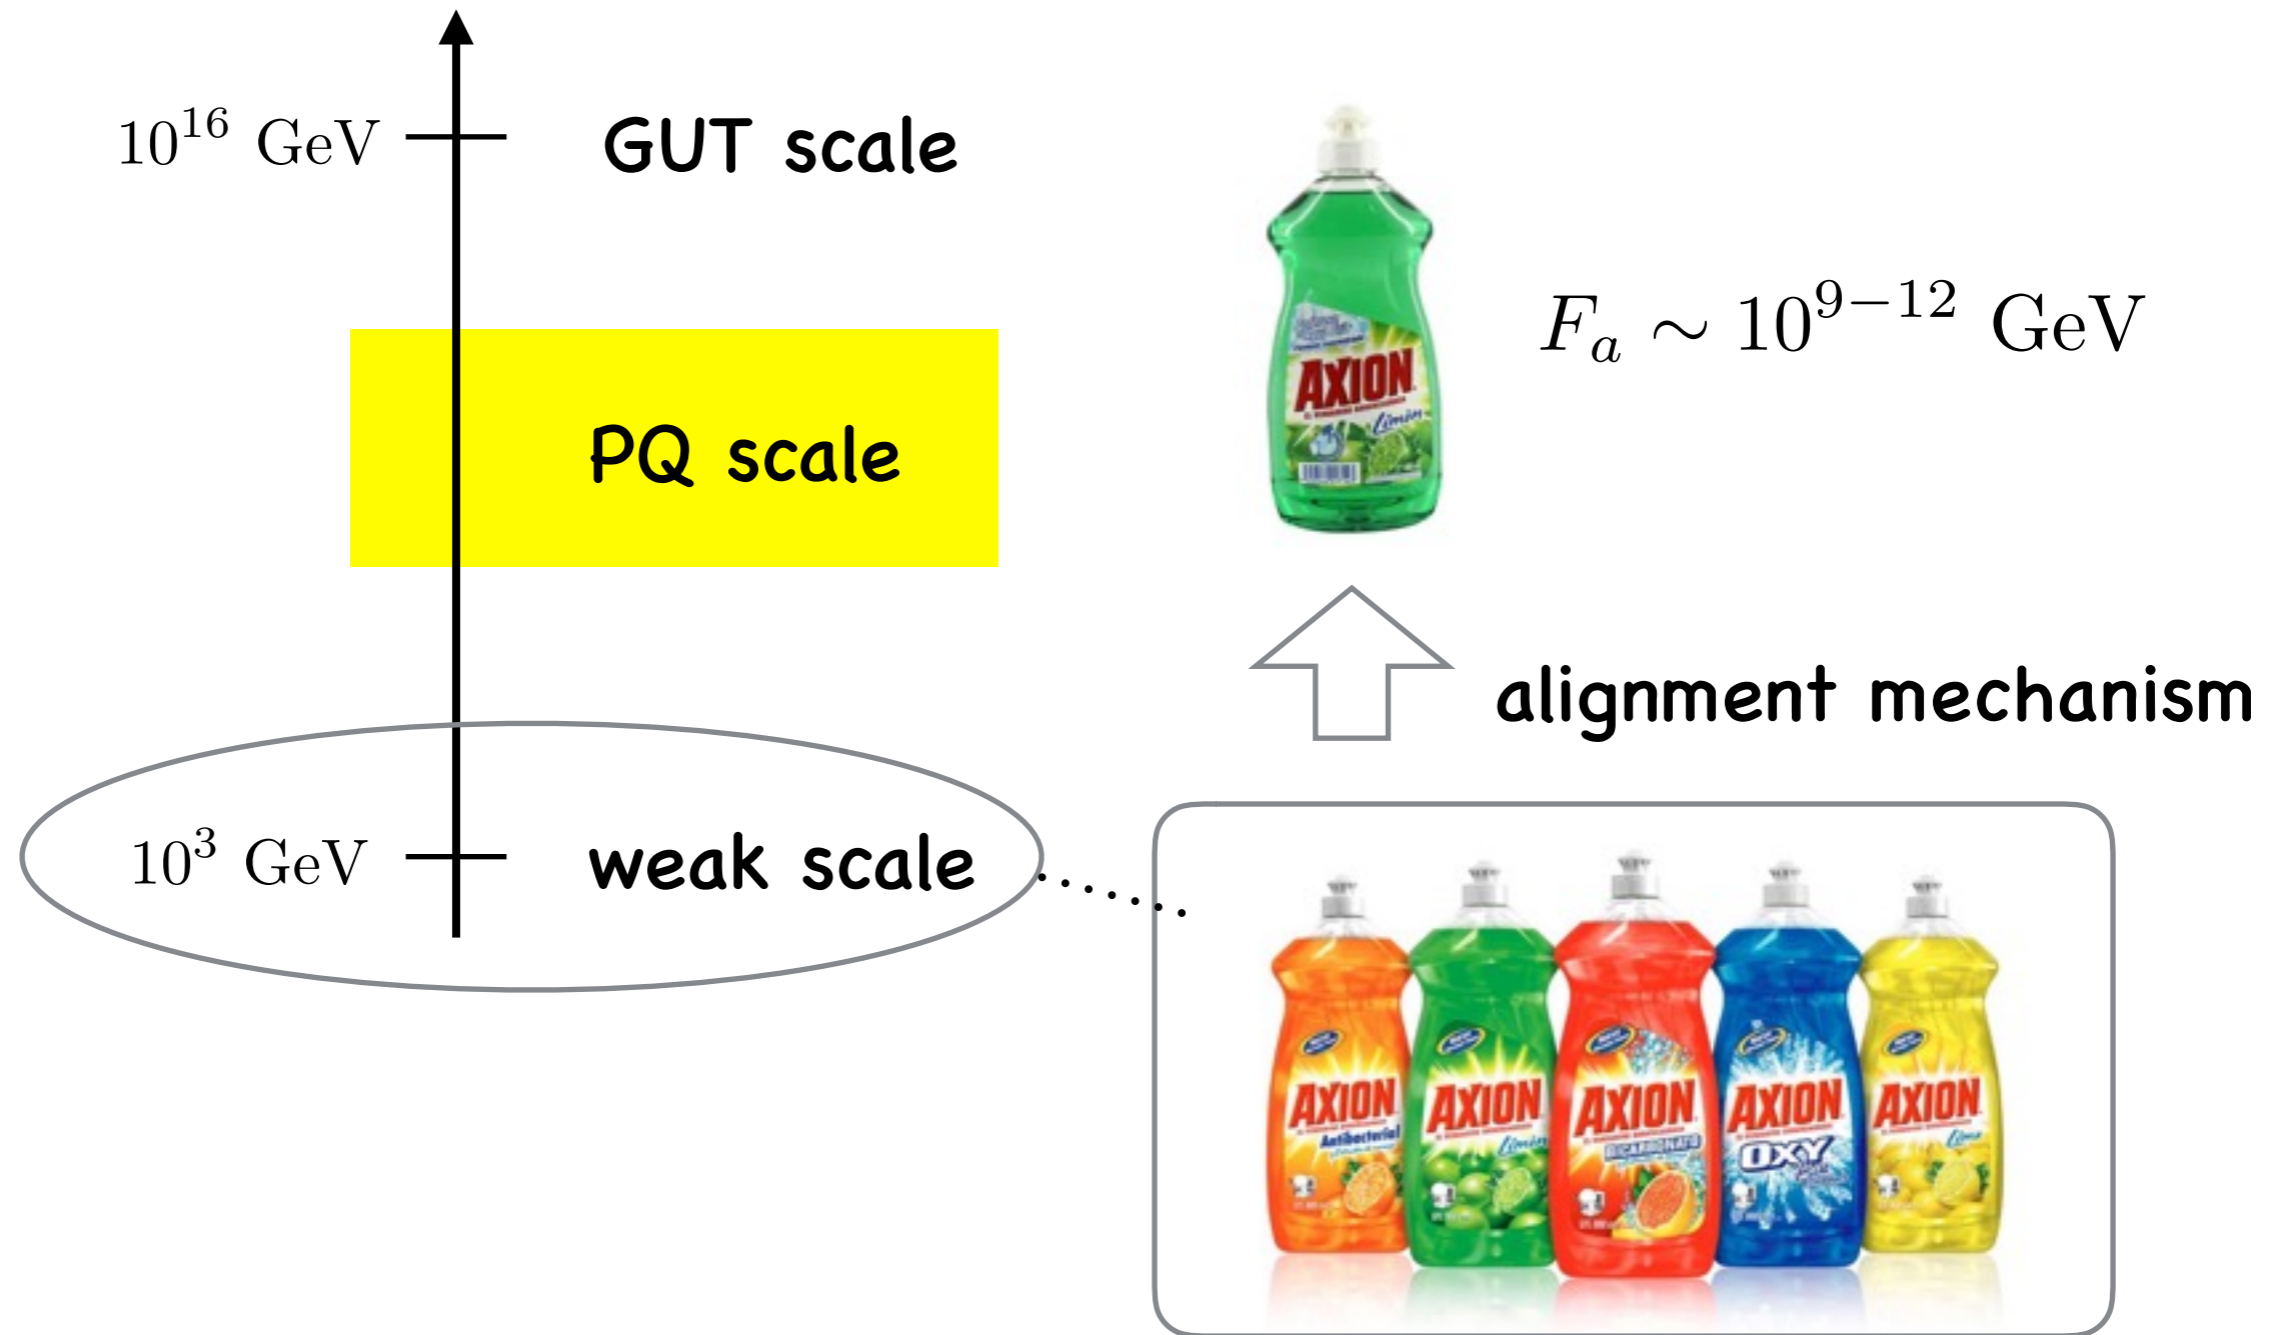 10^16 GeV
GUT scale
PQ scale
10^3 GeV
weak scale
AXION
Limón
F_a ~ 10^9−12 GeV
alignment mechanism
AXION
Antibacterial
AXION
Limón
AXION
BICARBONATO
AXION
OXY
AXION